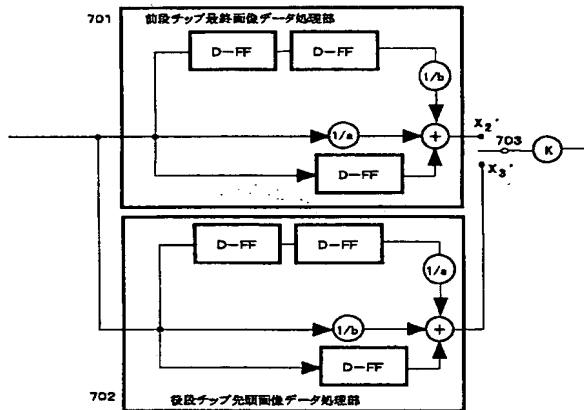 701 前段チップ最終画像データ処理部
D-FF D-FF
1/b
1/a + X2'
703
K
D-FF X3'
D-FF D-FF
1/a
1/b +
D-FF
702 後段チップ先頭画像データ処理部